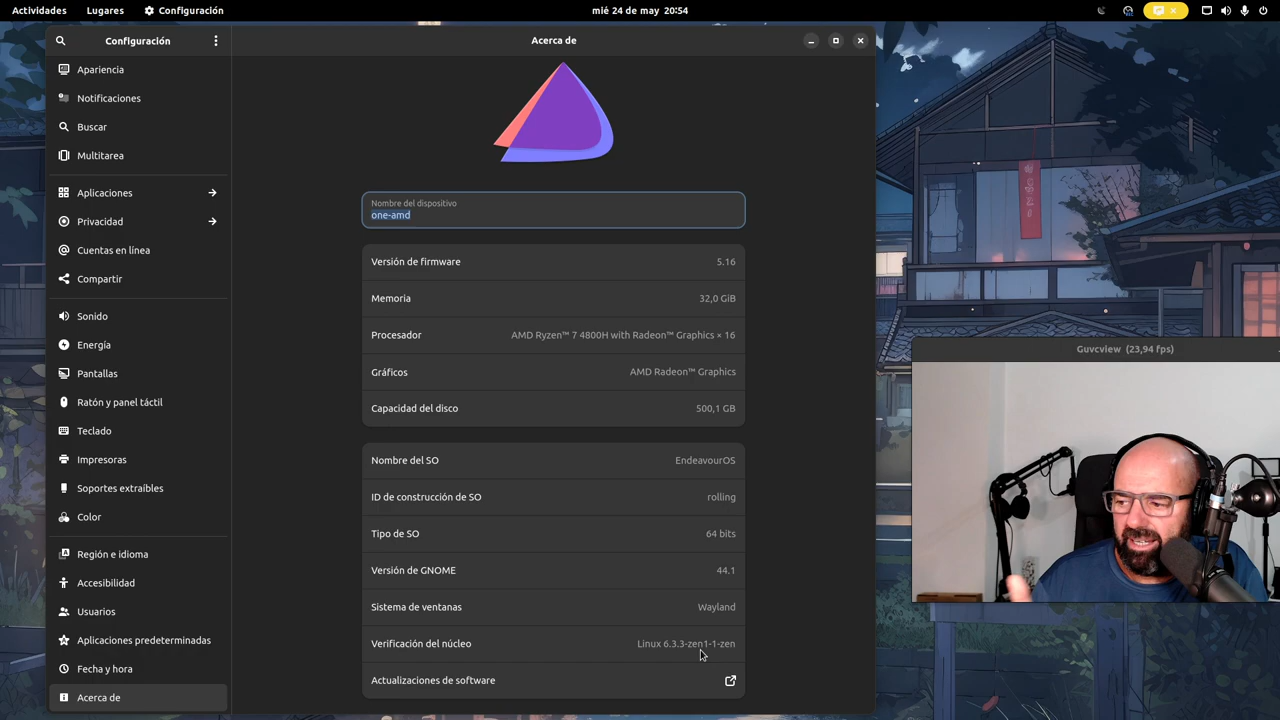 Actividades
Lugares
Configuración
mié 24 de may 20:54
Configuración
Acerca de
Apariencia
Notificaciones
Buscar
Multitarea
Aplicaciones
Privacidad
Cuentas en línea
Compartir
Sonido
Energía
Pantallas
Ratón y panel táctil
Teclado
Impresoras
Soportes extraíbles
Color
Región e idioma
Accesibilidad
Usuarios
Aplicaciones predeterminadas
Fecha y hora
Acerca de
Nombre del dispositivo
one-amd
Versión de firmware 5.16
Memoria 32,0 GiB
Procesador AMD Ryzen™ 7 4800H with Radeon™ Graphics × 16
Gráficos AMD Radeon™ Graphics
Capacidad del disco 500,1 GB
Nombre del SO EndeavourOS
ID de construcción de SO rolling
Tipo de SO 64 bits
Versión de GNOME 44.1
Sistema de ventanas Wayland
Verificación del núcleo Linux 6.3.3-zen1-1-zen
Actualizaciones de software
Guvcview (23,94 fps)